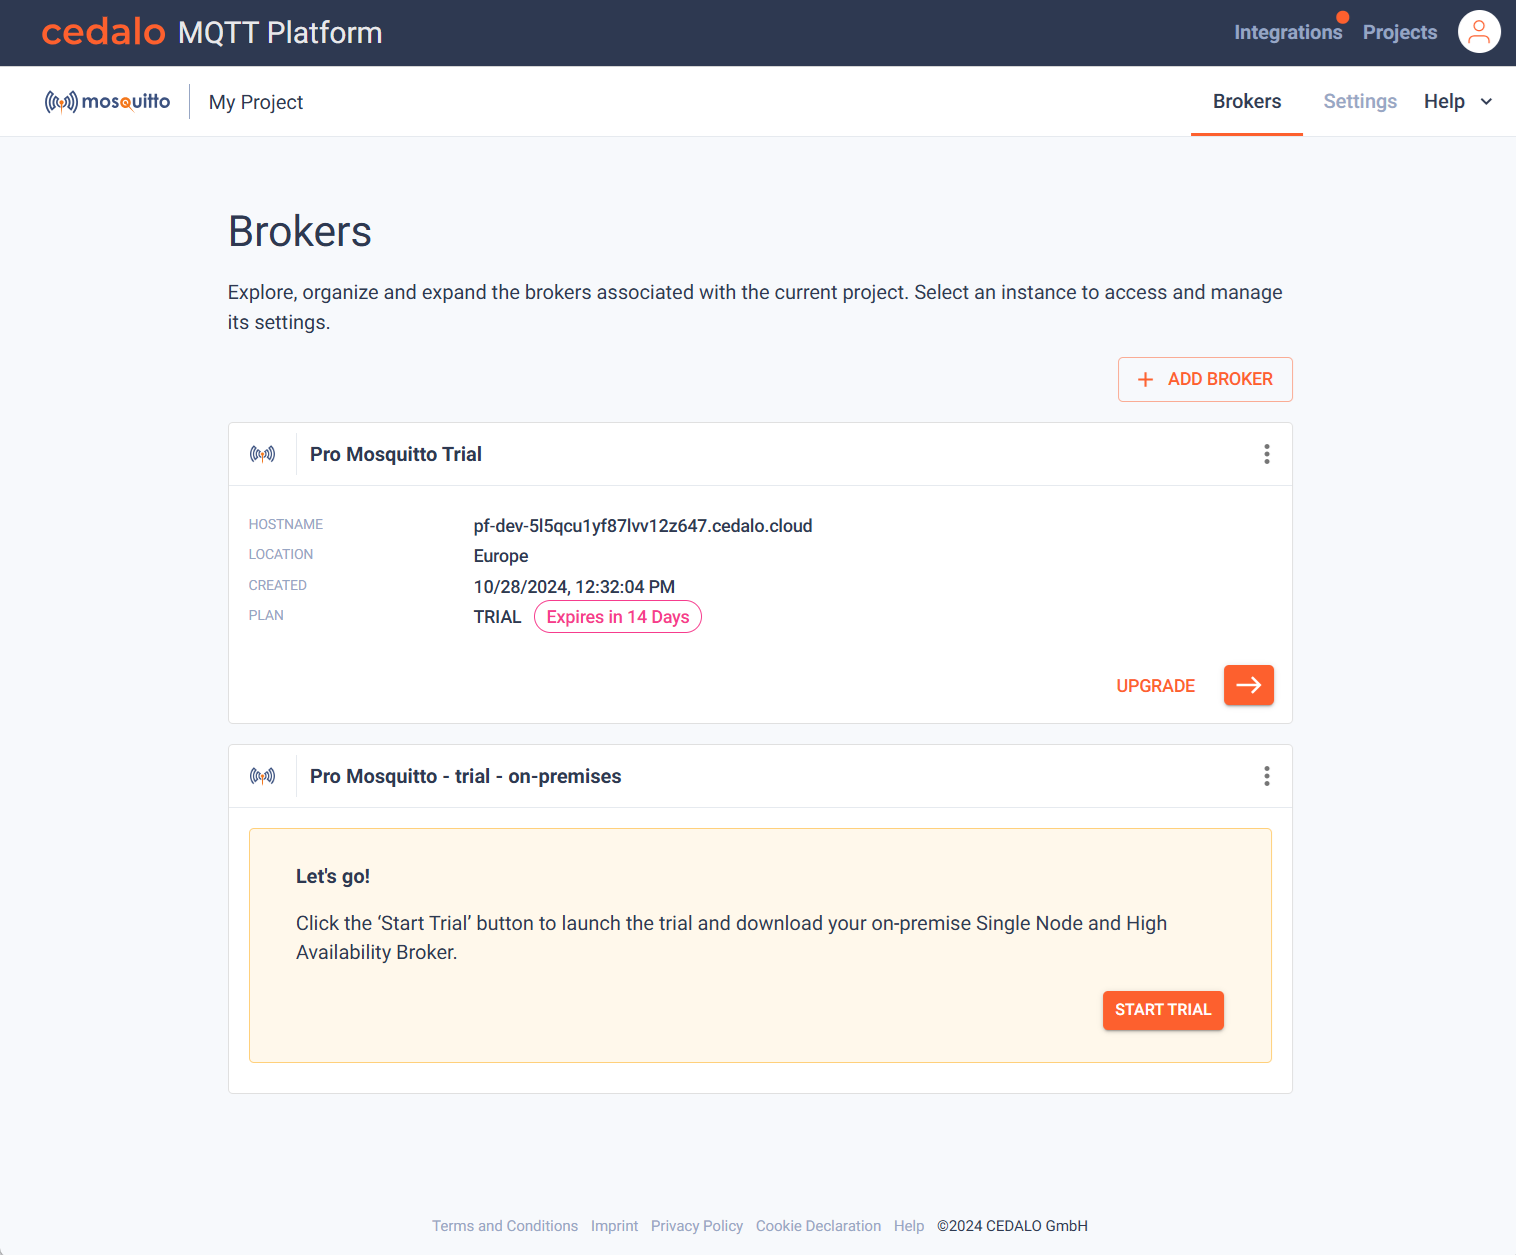 cedalo MQTT Platform
Integrations Projects
mosquitto My Project
Brokers Settings Help
Brokers
Explore, organize and expand the brokers associated with the current project. Select an instance to access and manage
its settings.
+ ADD BROKER
Pro Mosquitto Trial
HOSTNAME pf-dev-5l5qcu1yf87lvv12z647.cedalo.cloud
LOCATION Europe
CREATED 10/28/2024, 12:32:04 PM
PLAN TRIAL Expires in 14 Days
UPGRADE
Pro Mosquitto - trial - on-premises
Let's go!
Click the ‘Start Trial’ button to launch the trial and download your on-premise Single Node and High
Availability Broker.
START TRIAL
Terms and Conditions Imprint Privacy Policy Cookie Declaration Help ©2024 CEDALO GmbH